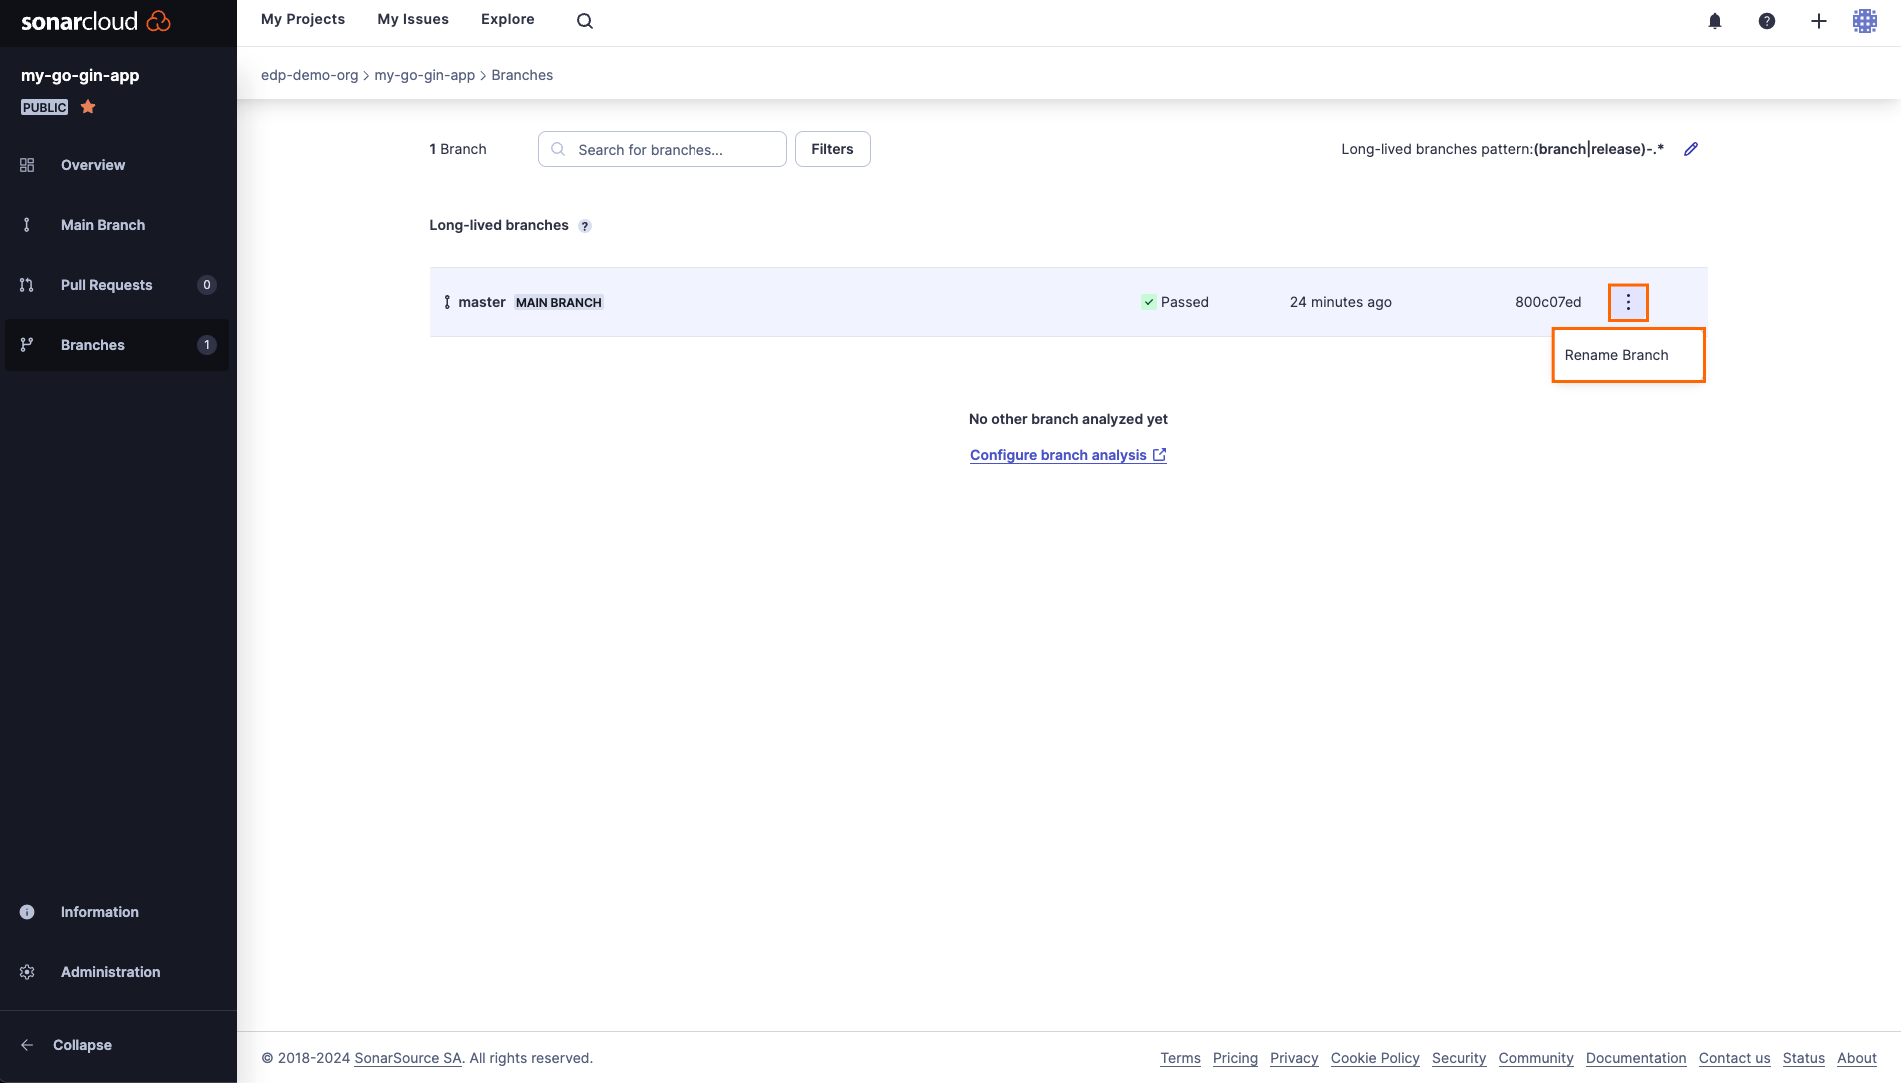 sonarcloud
My Projects My Issues Explore
my-go-gin-app
PUBLIC
edp-demo-org > my-go-gin-app > Branches
Overview
Main Branch
Pull Requests 0
Branches 1
1 Branch Search for branches... Filters Long-lived branches pattern:(branch|release)-.*
Long-lived branches ?
master MAIN BRANCH Passed 24 minutes ago 800c07ed
Rename Branch
No other branch analyzed yet
Configure branch analysis
Information
Administration
Collapse
© 2018-2024 SonarSource SA. All rights reserved. Terms Pricing Privacy Cookie Policy Security Community Documentation Contact us Status About